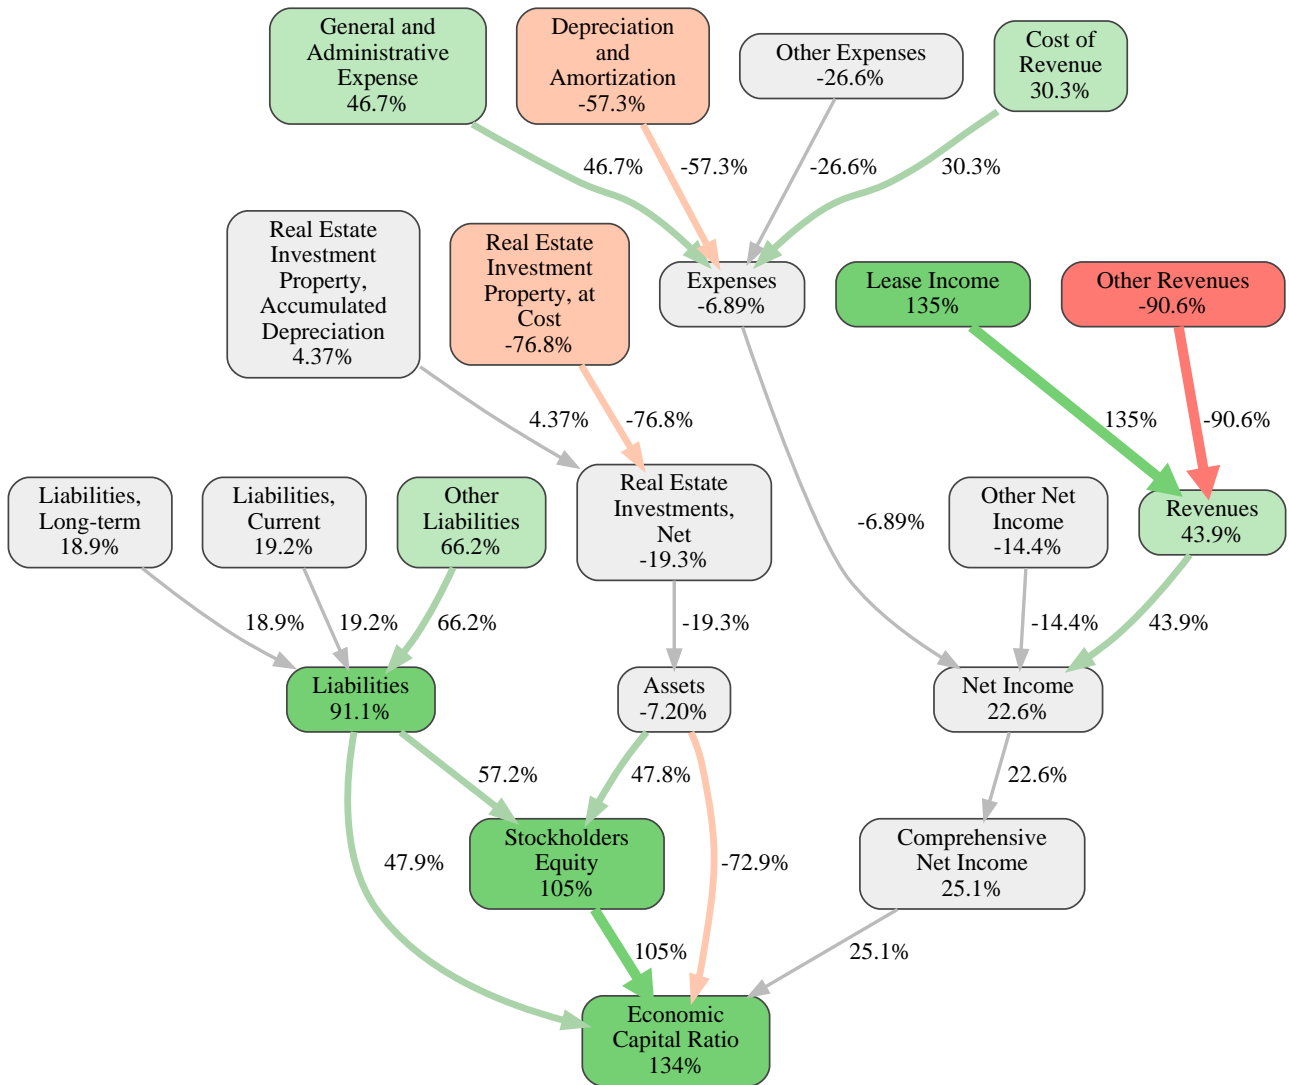 General and
Administrative
Expense
46.7%
Depreciation
and
Amortization
-57.3%
Other Expenses
-26.6%
Cost of
Revenue
30.3%
46.7%
-57.3%
-26.6%
30.3%
Real Estate
Investment
Property,
Accumulated
Depreciation
4.37%
Real Estate
Investment
Property, at
Cost
-76.8%
Expenses
-6.89%
Lease Income
135%
Other Revenues
-90.6%
4.37%
-76.8%
135%
-90.6%
Liabilities,
Long-term
18.9%
Liabilities,
Current
19.2%
Other
Liabilities
66.2%
Real Estate
Investments,
Net
-19.3%
-6.89%
Other Net
Income
-14.4%
Revenues
43.9%
18.9%
19.2%
66.2%
-19.3%
-14.4%
43.9%
Liabilities
91.1%
Assets
-7.20%
Net Income
22.6%
57.2%
47.8%
22.6%
47.9%
Stockholders
Equity
105%
-72.9%
Comprehensive
Net Income
25.1%
105%
25.1%
Economic
Capital Ratio
134%